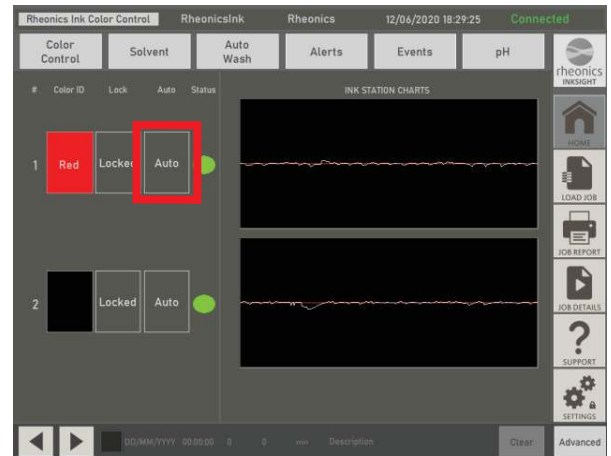 Rheonics Ink Color Control RheonicsInk Rheonics 12/06/2020 18:29:25 Connected
Color Control Solvent Auto Wash Alerts Events pH
rheonics
INKSIGHT
# Color ID Lock Auto Status INK STATION CHARTS
HOME
1 Red Locked Auto
LOAD JOB
JOB REPORT
2 Locked Auto
JOB DETAILS
?
SUPPORT
SETTINGS
DD/MM/YYYY 00:00:00 0 0 Description Clear Advanced